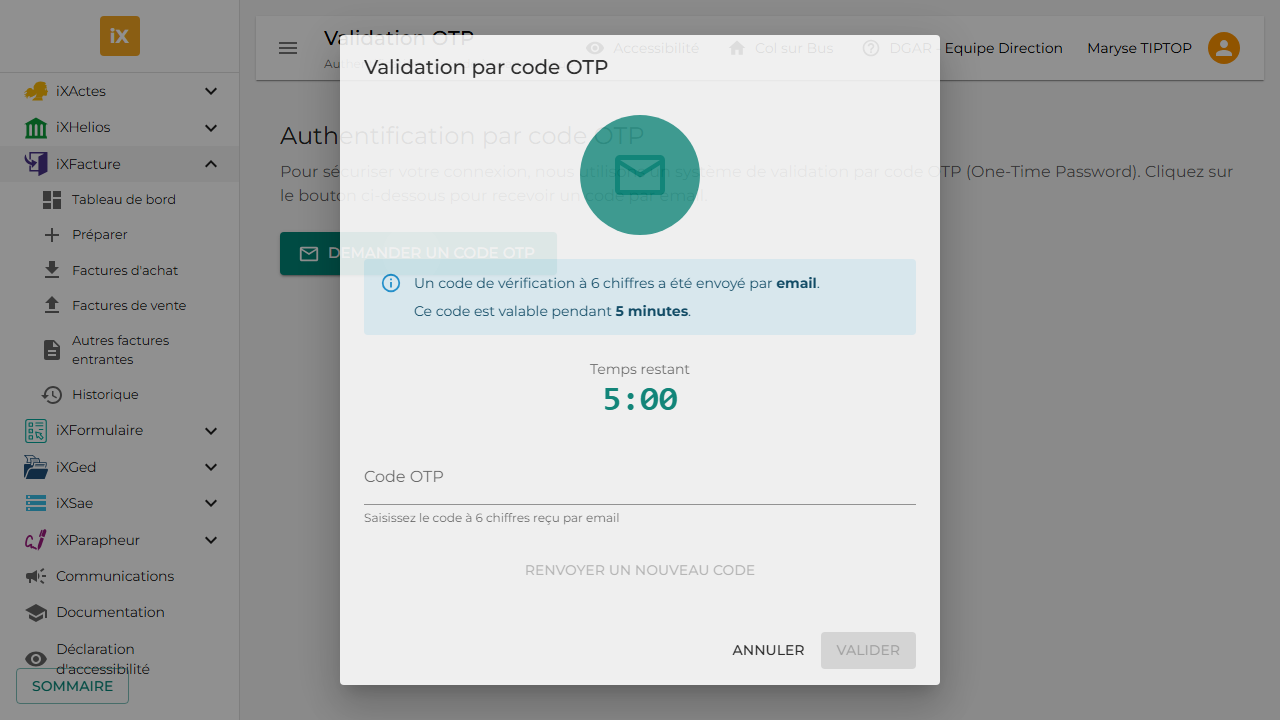 iX
iXActes
iXHelios
iXFacture
Tableau de bord
Préparer
Factures d'achat
Factures de vente
Autres factures
entrantes
Historique
iXFormulaire
iXGed
iXSae
iXParapheur
Communications
Documentation
Déclaration
d'accessibilité
SOMMAIRE
Validation OTP
Accessibilité
Col sur Bus
DGAR - Equipe Direction
Maryse TIPTOP
Authentification par code OTP
Pour sécuriser votre connexion, nous utilisons un système de validation par code OTP (One-Time Password). Cliquez sur
le bouton ci-dessous pour recevoir un code par email.
DEMANDER UN CODE OTP
Validation par code OTP
Un code de vérification à 6 chiffres a été envoyé par email.
Ce code est valable pendant 5 minutes.
Temps restant
5:00
Code OTP
Saisissez le code à 6 chiffres reçu par email
RENVOYER UN NOUVEAU CODE
ANNULER
VALIDER